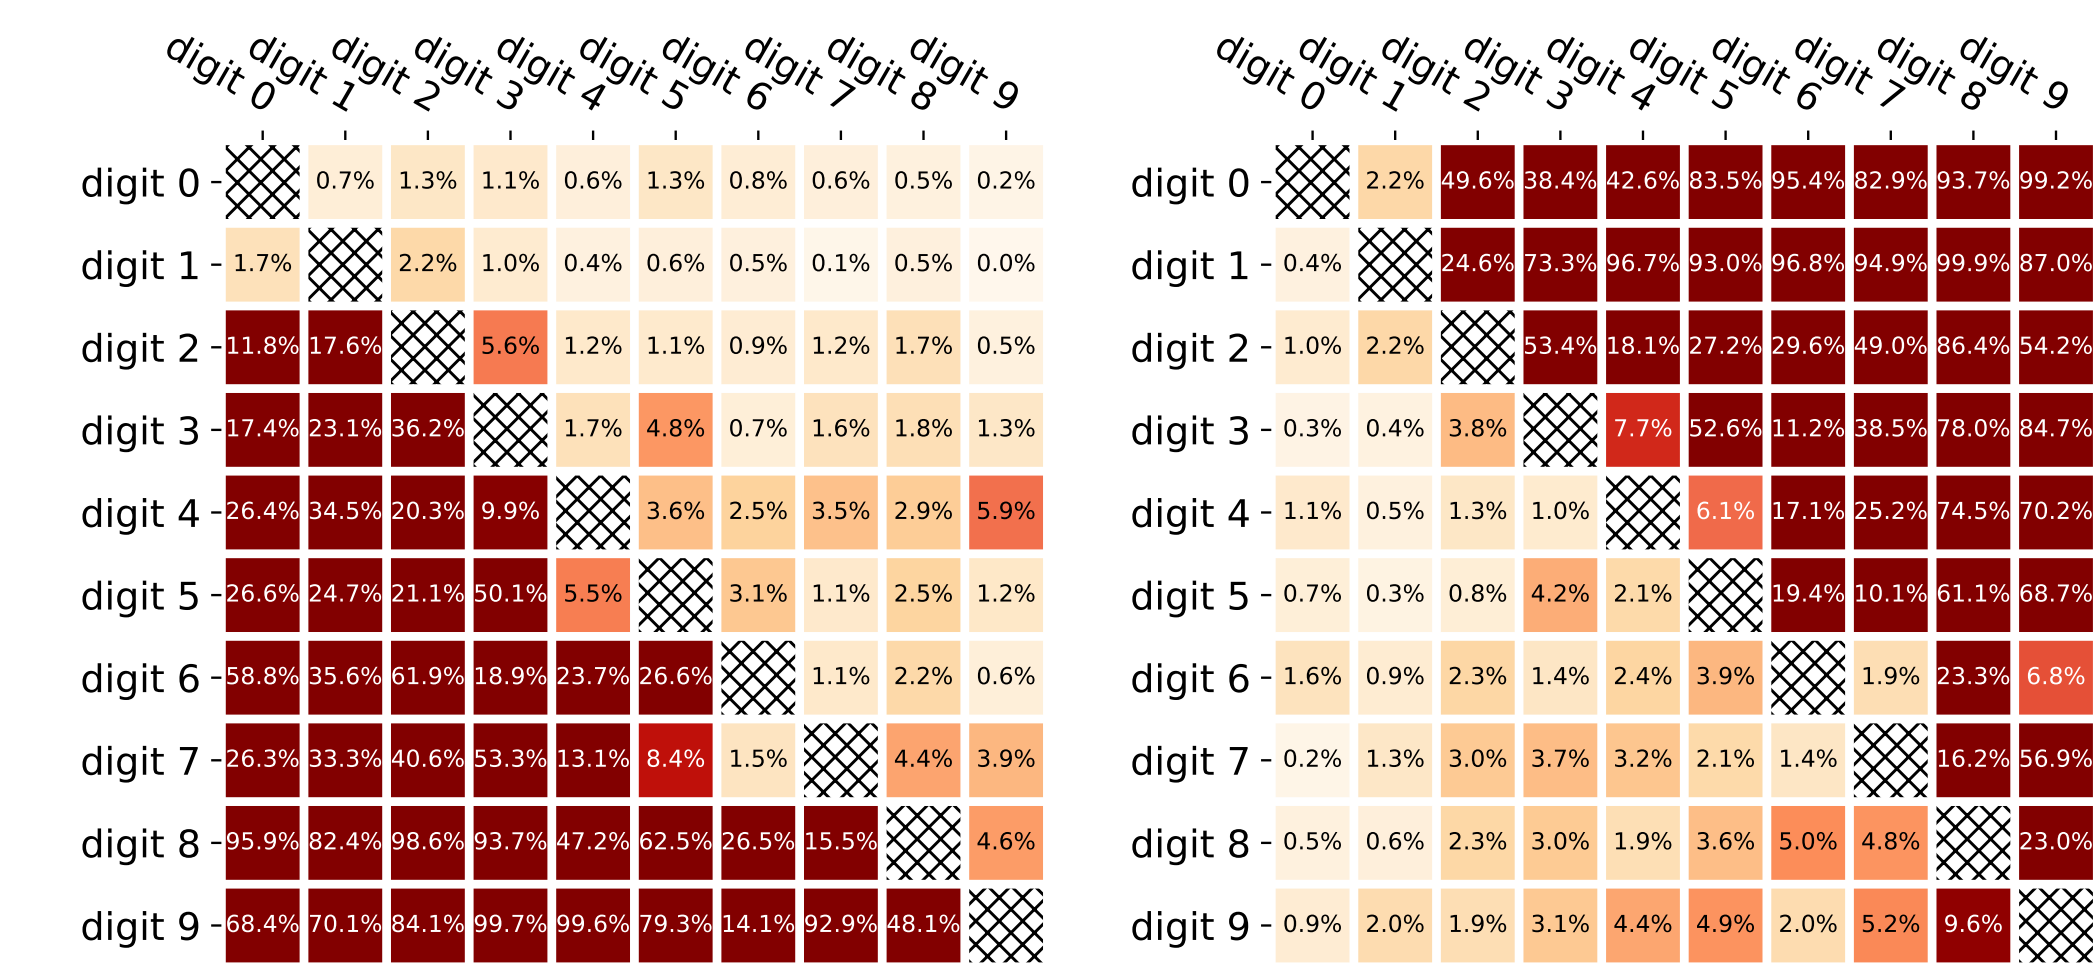 digit 0 digit 1 digit 2 digit 3 digit 4 digit 5 digit 6 digit 7 digit 8 digit 9
digit 0 0.7% 1.3% 1.1% 0.6% 1.3% 0.8% 0.6% 0.5% 0.2%
digit 1 1.7% 2.2% 1.0% 0.4% 0.6% 0.5% 0.1% 0.5% 0.0%
digit 2 11.8% 17.6% 5.6% 1.2% 1.1% 0.9% 1.2% 1.7% 0.5%
digit 3 17.4% 23.1% 36.2% 1.7% 4.8% 0.7% 1.6% 1.8% 1.3%
digit 4 26.4% 34.5% 20.3% 9.9% 3.6% 2.5% 3.5% 2.9% 5.9%
digit 5 26.6% 24.7% 21.1% 50.1% 5.5% 3.1% 1.1% 2.5% 1.2%
digit 6 58.8% 35.6% 61.9% 18.9% 23.7% 26.6% 1.1% 2.2% 0.6%
digit 7 26.3% 33.3% 40.6% 53.3% 13.1% 8.4% 1.5% 4.4% 3.9%
digit 8 95.9% 82.4% 98.6% 93.7% 47.2% 62.5% 26.5% 15.5% 4.6%
digit 9 68.4% 70.1% 84.1% 99.7% 99.6% 79.3% 14.1% 92.9% 48.1%
digit 0 digit 1 digit 2 digit 3 digit 4 digit 5 digit 6 digit 7 digit 8 digit 9
digit 0 2.2% 49.6% 38.4% 42.6% 83.5% 95.4% 82.9% 93.7% 99.2%
digit 1 0.4% 24.6% 73.3% 96.7% 93.0% 96.8% 94.9% 99.9% 87.0%
digit 2 1.0% 2.2% 53.4% 18.1% 27.2% 29.6% 49.0% 86.4% 54.2%
digit 3 0.3% 0.4% 3.8% 7.7% 52.6% 11.2% 38.5% 78.0% 84.7%
digit 4 1.1% 0.5% 1.3% 1.0% 6.1% 17.1% 25.2% 74.5% 70.2%
digit 5 0.7% 0.3% 0.8% 4.2% 2.1% 19.4% 10.1% 61.1% 68.7%
digit 6 1.6% 0.9% 2.3% 1.4% 2.4% 3.9% 1.9% 23.3% 6.8%
digit 7 0.2% 1.3% 3.0% 3.7% 3.2% 2.1% 1.4% 16.2% 56.9%
digit 8 0.5% 0.6% 2.3% 3.0% 1.9% 3.6% 5.0% 4.8% 23.0%
digit 9 0.9% 2.0% 1.9% 3.1% 4.4% 4.9% 2.0% 5.2% 9.6%